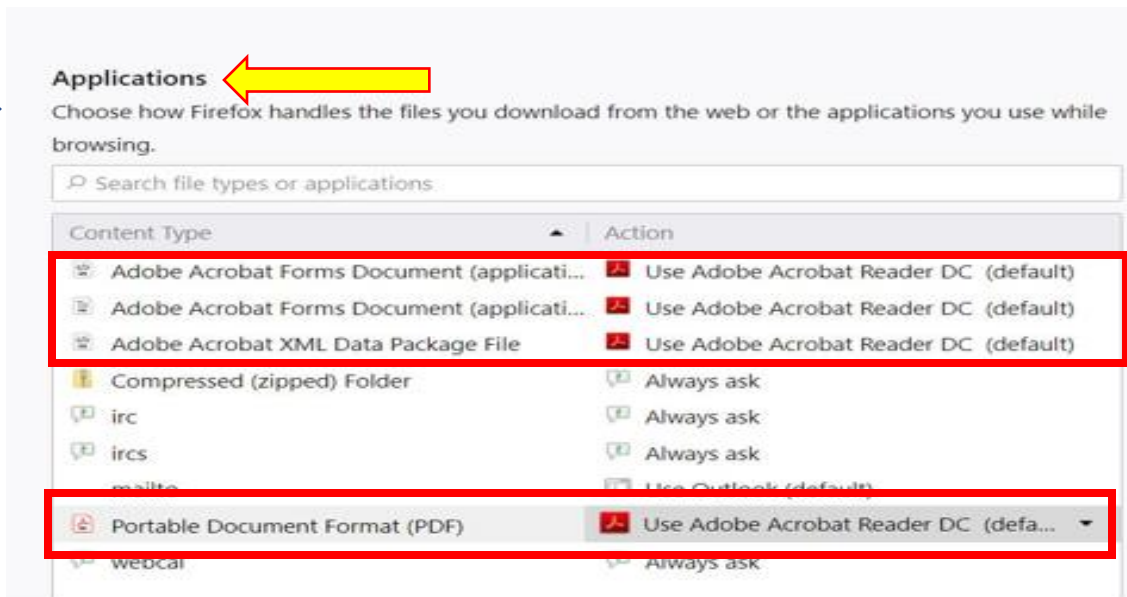 Applications
Choose how Firefox handles the files you download from the web or the applications you use while
browsing.
Search file types or applications
Content Type Action
Adobe Acrobat Forms Document (applicati... Use Adobe Acrobat Reader DC (default)
Adobe Acrobat Forms Document (applicati... Use Adobe Acrobat Reader DC (default)
Adobe Acrobat XML Data Package File Use Adobe Acrobat Reader DC (default)
Compressed (zipped) Folder Always ask
irc Always ask
ircs Always ask
mailto Use Outlook (default)
Portable Document Format (PDF) Use Adobe Acrobat Reader DC (defa...
webcal Always ask